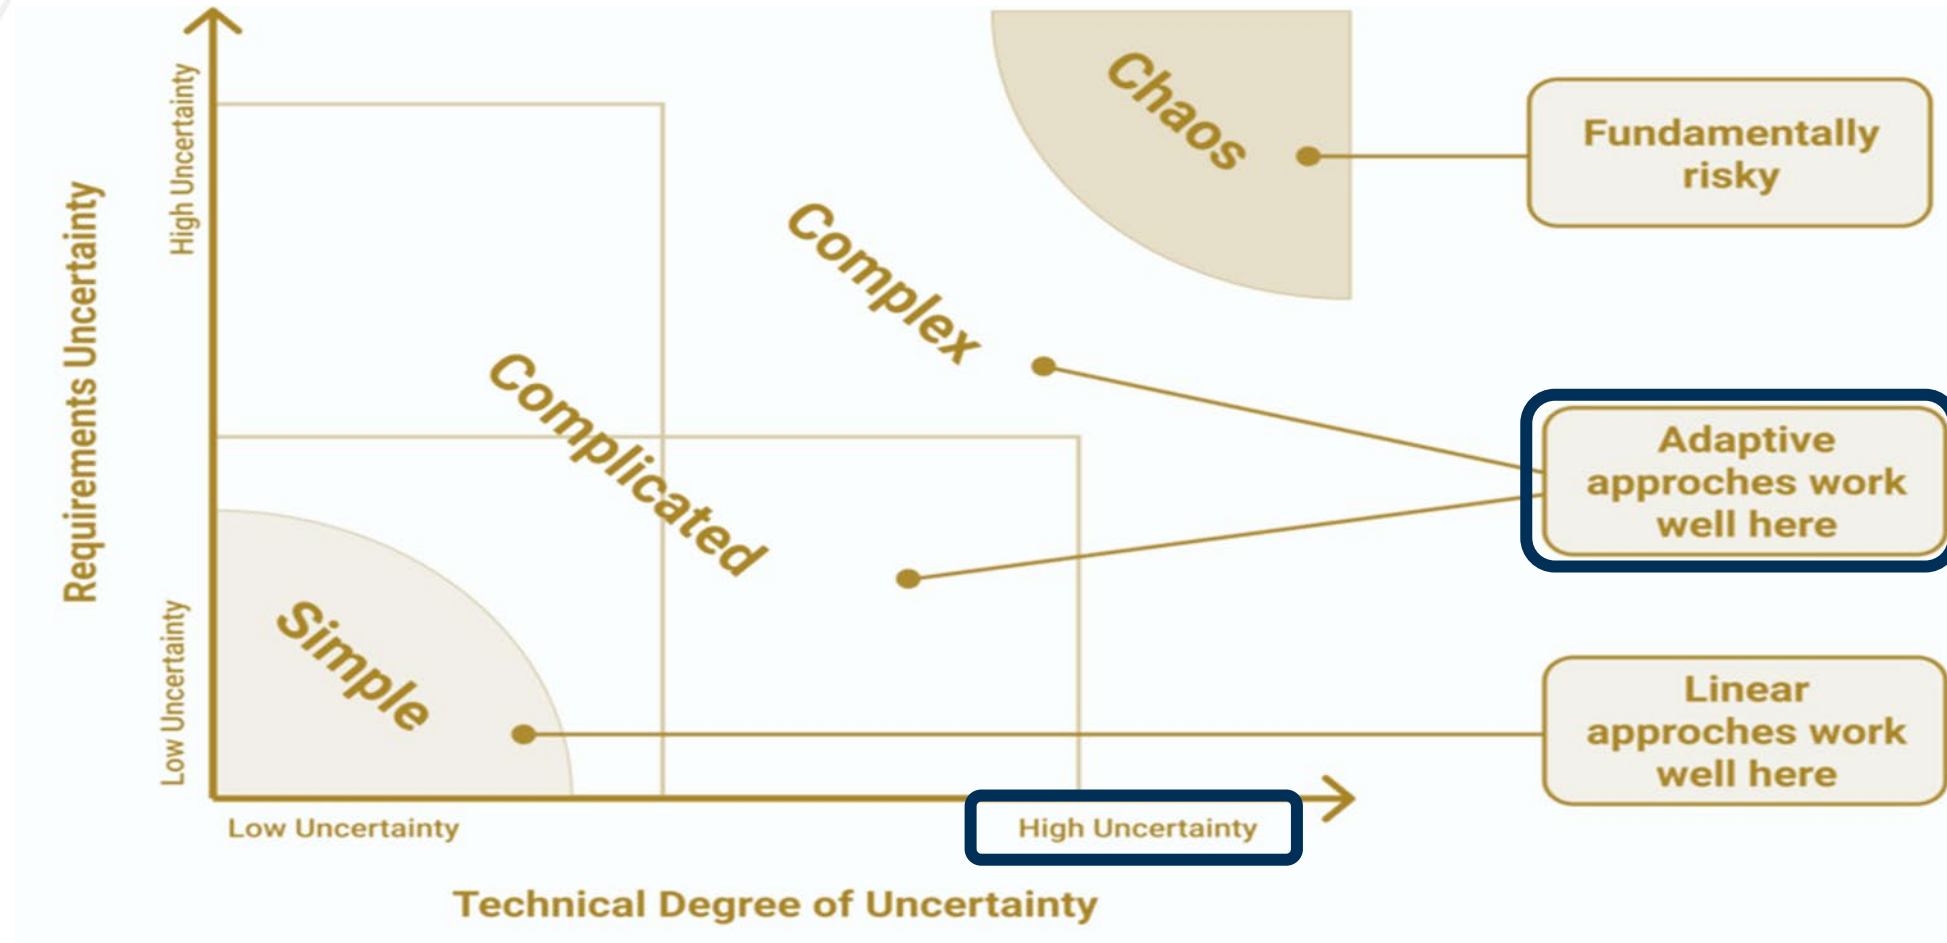 Requirements Uncertainty
High Uncertainty
Low Uncertainty
Chaos
Complex
Complicated
Simple
Fundamentally
risky
Adaptive
approches work
well here
Linear
approches work
well here
Low Uncertainty
High Uncertainty
Technical Degree of Uncertainty